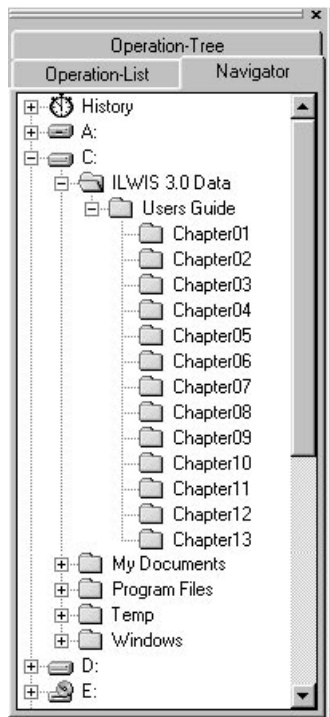 Operation-Tree
Operation-List Navigator
History
A:
C:
ILWIS 3.0 Data
Users Guide
Chapter01
Chapter02
Chapter03
Chapter04
Chapter05
Chapter06
Chapter07
Chapter08
Chapter09
Chapter10
Chapter11
Chapter12
Chapter13
My Documents
Program Files
Temp
Windows
D:
E: